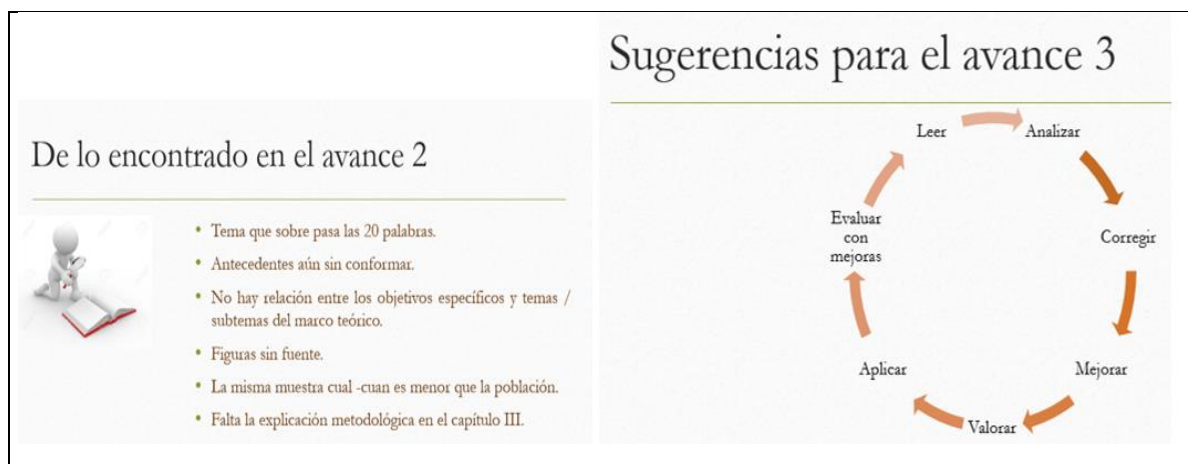 De lo encontrado en el avance 2
• Tema que sobre pasa las 20 palabras.
• Antecedentes aún sin conformar.
• No hay relación entre los objetivos específicos y temas /
subtemas del marco teórico.
• Figuras sin fuente.
• La misma muestra cual -cuan es menor que la población.
• Falta la explicación metodológica en el capítulo III.
Sugerencias para el avance 3
Leer
Analizar
Corregir
Mejorar
Valorar
Aplicar
Evaluar
con
mejoras